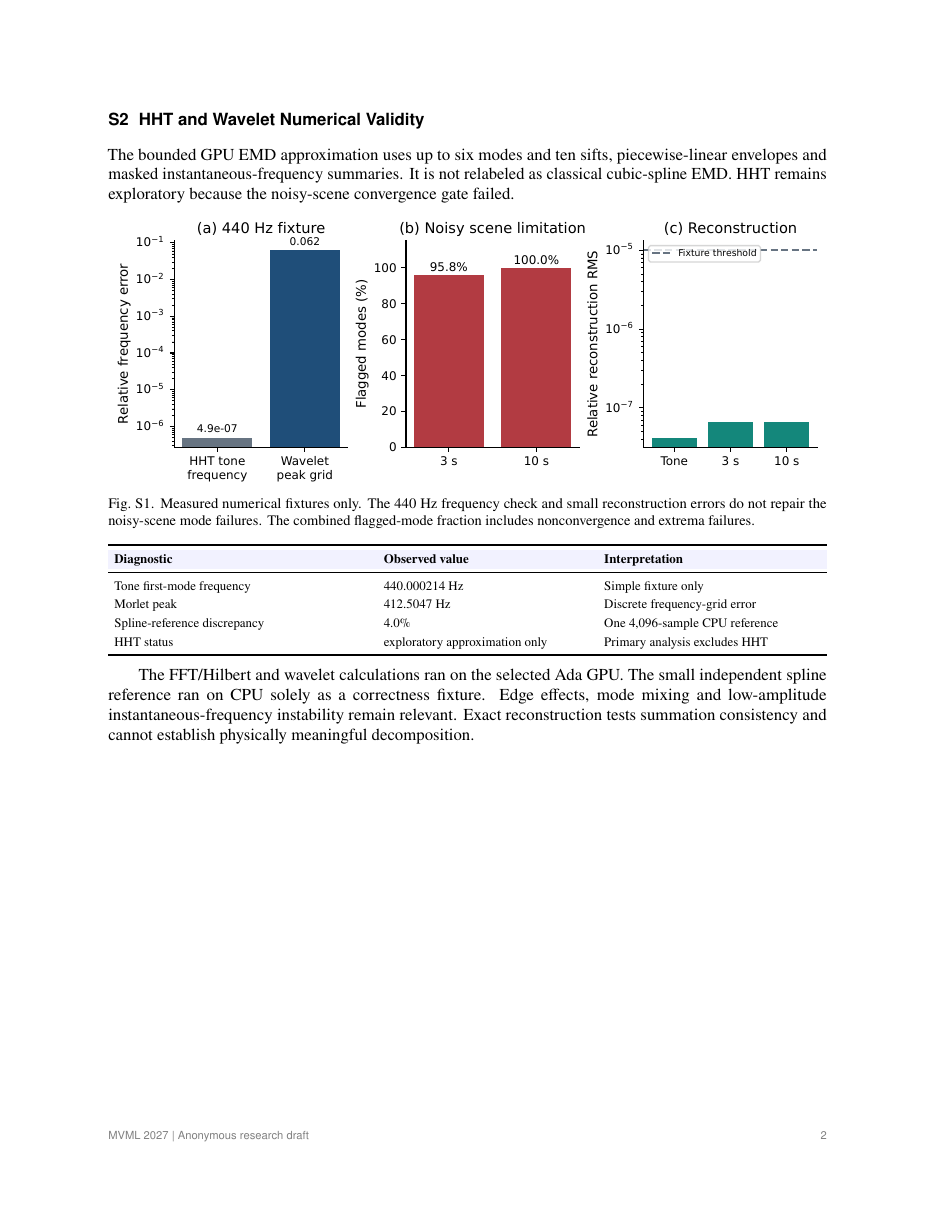 S2 HHT and Wavelet Numerical Validity
The bounded GPU EMD approximation uses up to six modes and ten sifts, piecewise-linear envelopes and
masked instantaneous-frequency summaries. It is not relabeled as classical cubic-spline EMD. HHT remains
exploratory because the noisy-scene convergence gate failed.
(a) 440 Hz fixture
Relative frequency error
10⁻¹
10⁻²
10⁻³
10⁻⁴
10⁻⁵
10⁻⁶
4.9e-07
0.062
HHT tone
frequency
Wavelet
peak grid
(b) Noisy scene limitation
Flagged modes (%)
100
80
60
40
20
0
95.8%
100.0%
3 s
10 s
(c) Reconstruction
Relative reconstruction RMS
10⁻⁵
10⁻⁶
10⁻⁷
Fixture threshold
Tone
3 s
10 s
Fig. S1. Measured numerical fixtures only. The 440 Hz frequency check and small reconstruction errors do not repair the
noisy-scene mode failures. The combined flagged-mode fraction includes nonconvergence and extrema failures.
Diagnostic Observed value Interpretation
Tone first-mode frequency 440.000214 Hz Simple fixture only
Morlet peak 412.5047 Hz Discrete frequency-grid error
Spline-reference discrepancy 4.0% One 4,096-sample CPU reference
HHT status exploratory approximation only Primary analysis excludes HHT
The FFT/Hilbert and wavelet calculations ran on the selected Ada GPU. The small independent spline
reference ran on CPU solely as a correctness fixture. Edge effects, mode mixing and low-amplitude
instantaneous-frequency instability remain relevant. Exact reconstruction tests summation consistency and
cannot establish physically meaningful decomposition.
MVML 2027 | Anonymous research draft 2